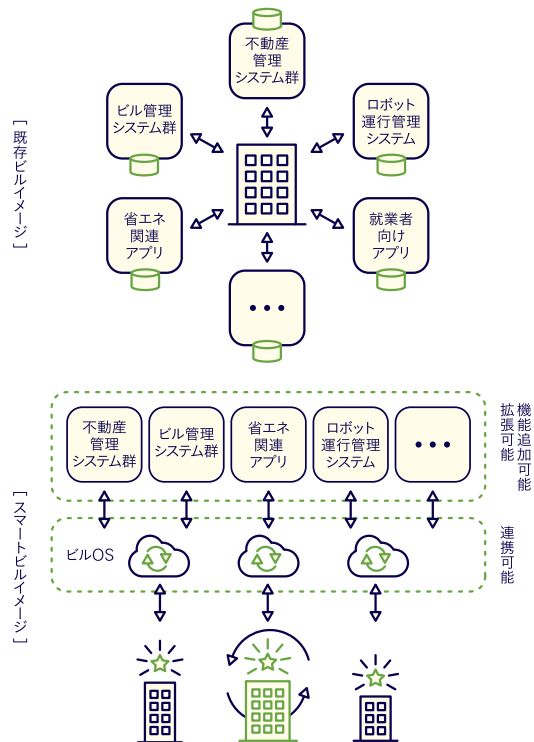 [既存ビルイメージ]
不動産
管理
システム群
ビル管理
システム群
ロボット
運行管理
システム
省エネ
関連
アプリ
就業者
向け
アプリ
•••
[スマートビルイメージ]
不動産
管理
システム群
ビル管理
システム群
省エネ
関連
アプリ
ロボット
運行管理
システム
•••
機能追加可能
拡張可能
ビルOS
連携可能